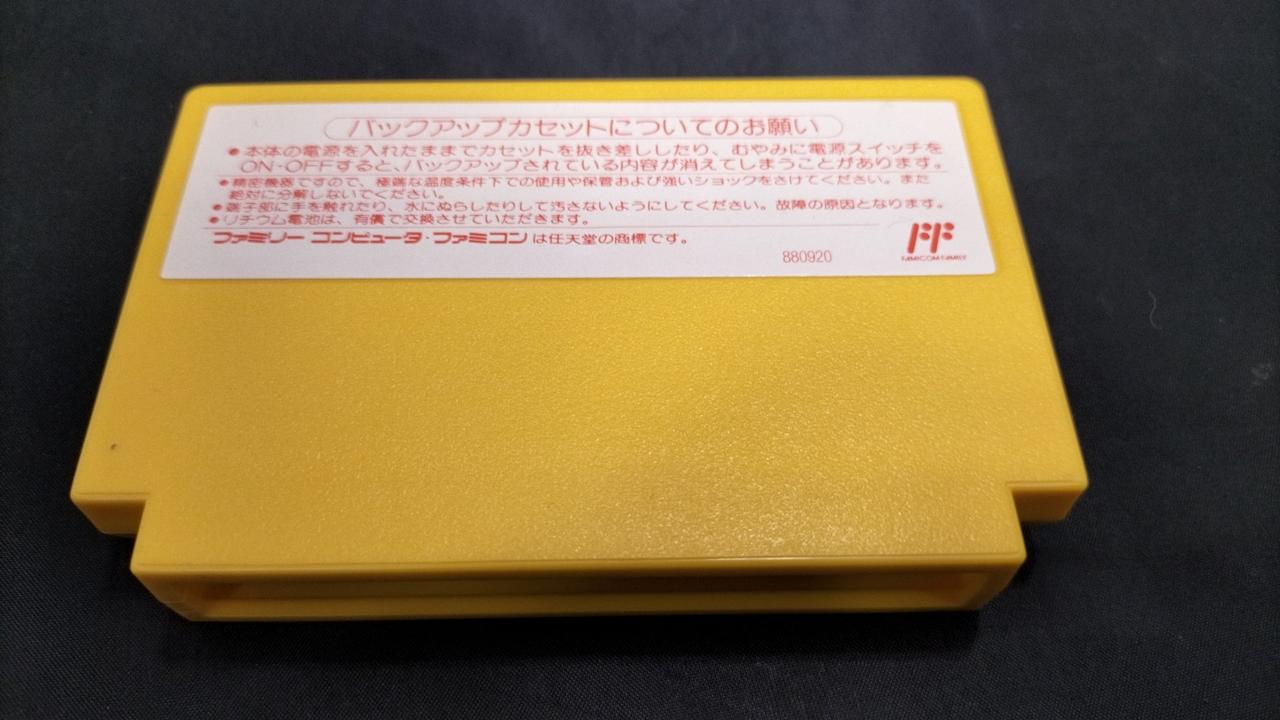 バックアップカセットについてのお願い
●本体の電源を入れたままでカセットを抜き差ししたり、むやみに電源スイッチを
ON・OFFすると、バックアップされている内容が消えてしまうことがあります。
●精密機器ですので、極端な温度条件下での使用や保管および強いショックをさけてください。また
絶対に分解しないでください。
●端子部に手を触れたり、水にぬらしたりして汚さないようにしてください。故障の原因となります。
●リチウム電池は、有償で交換させていただきます。
ファミリーコンピュータ・ファミコンは任天堂の商標です。
880920
FAMICOM FAMILY